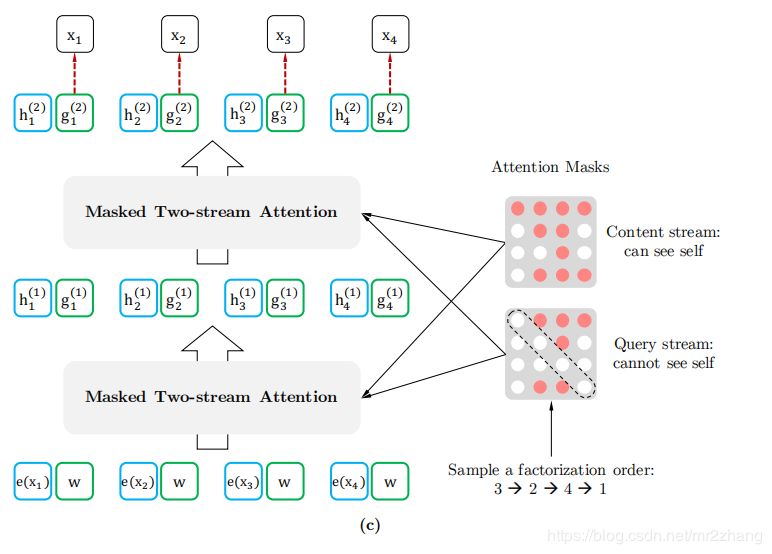 x₁ x₂ x₃ x₄
h₁⁽²⁾ g₁⁽²⁾ h₂⁽²⁾ g₂⁽²⁾ h₃⁽²⁾ g₃⁽²⁾ h₄⁽²⁾ g₄⁽²⁾
Masked Two-stream Attention
h₁⁽¹⁾ g₁⁽¹⁾ h₂⁽¹⁾ g₂⁽¹⁾ h₃⁽¹⁾ g₃⁽¹⁾ h₄⁽¹⁾ g₄⁽¹⁾
Masked Two-stream Attention
e(x₁) w e(x₂) w e(x₃) w e(x₄) w
Attention Masks
Content stream:
can see self
Query stream:
cannot see self
Sample a factorization order:
3 → 2 → 4 → 1
(c)
https://blog.csdn.net/mr2zhang